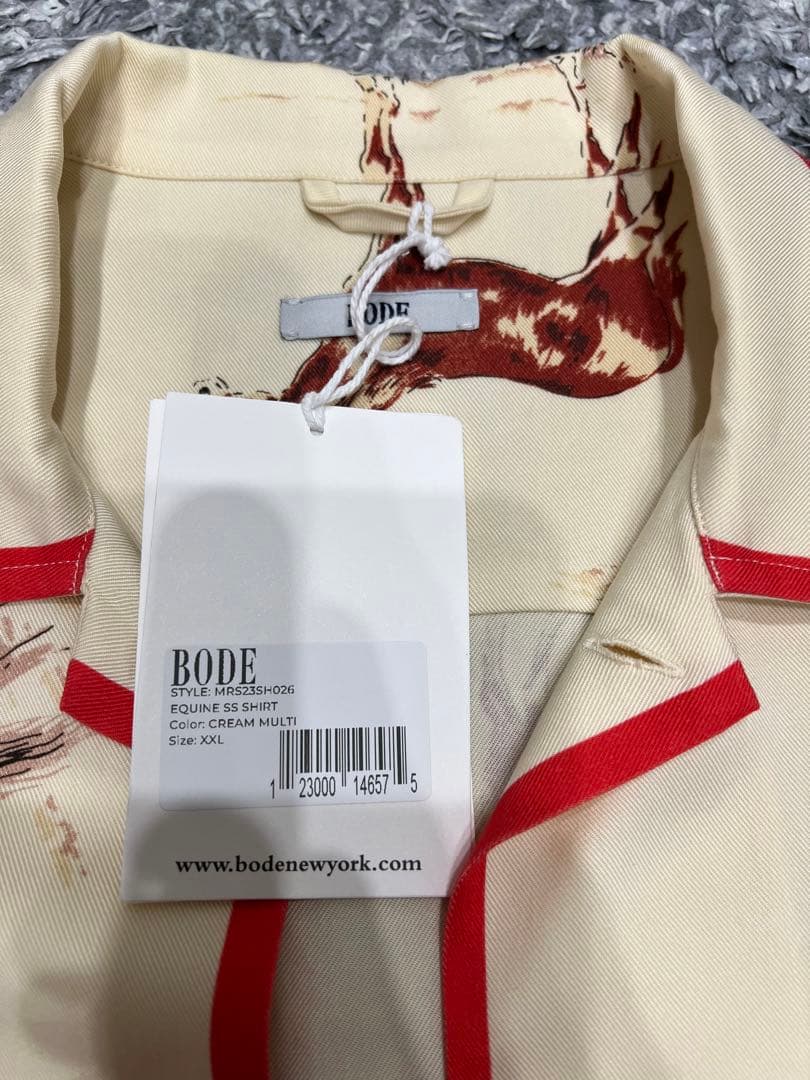 BODE
BODE
STYLE: MRS23SH026
EQUINE SS SHIRT
Color: CREAM MULTI
Size: XXL
1 23000 14657 5
www.bodenewyork.com